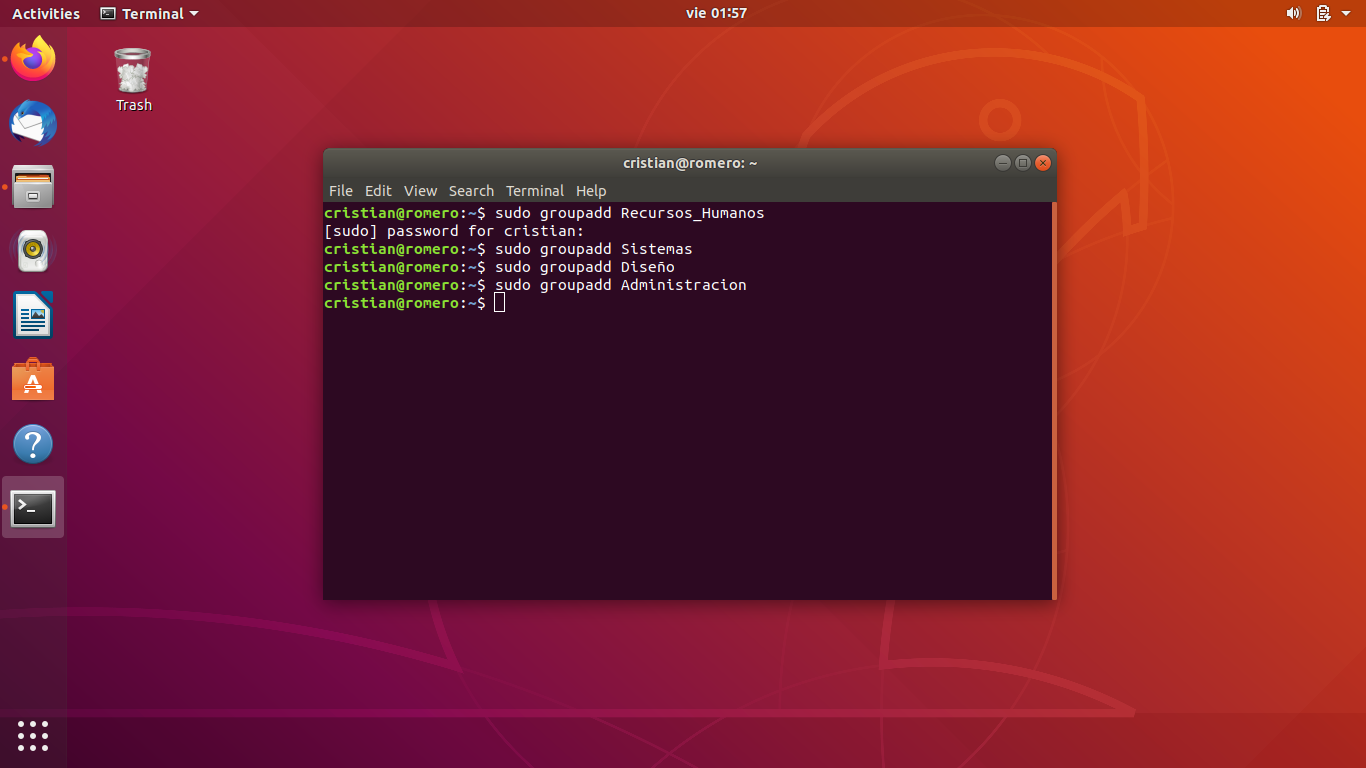 Activities
Terminal
vie 01:57
Trash
cristian@romero: ~
File Edit View Search Terminal Help
cristian@romero:~$ sudo groupadd Recursos_Humanos
[sudo] password for cristian:
cristian@romero:~$ sudo groupadd Sistemas
cristian@romero:~$ sudo groupadd Diseño
cristian@romero:~$ sudo groupadd Administracion
cristian@romero:~$